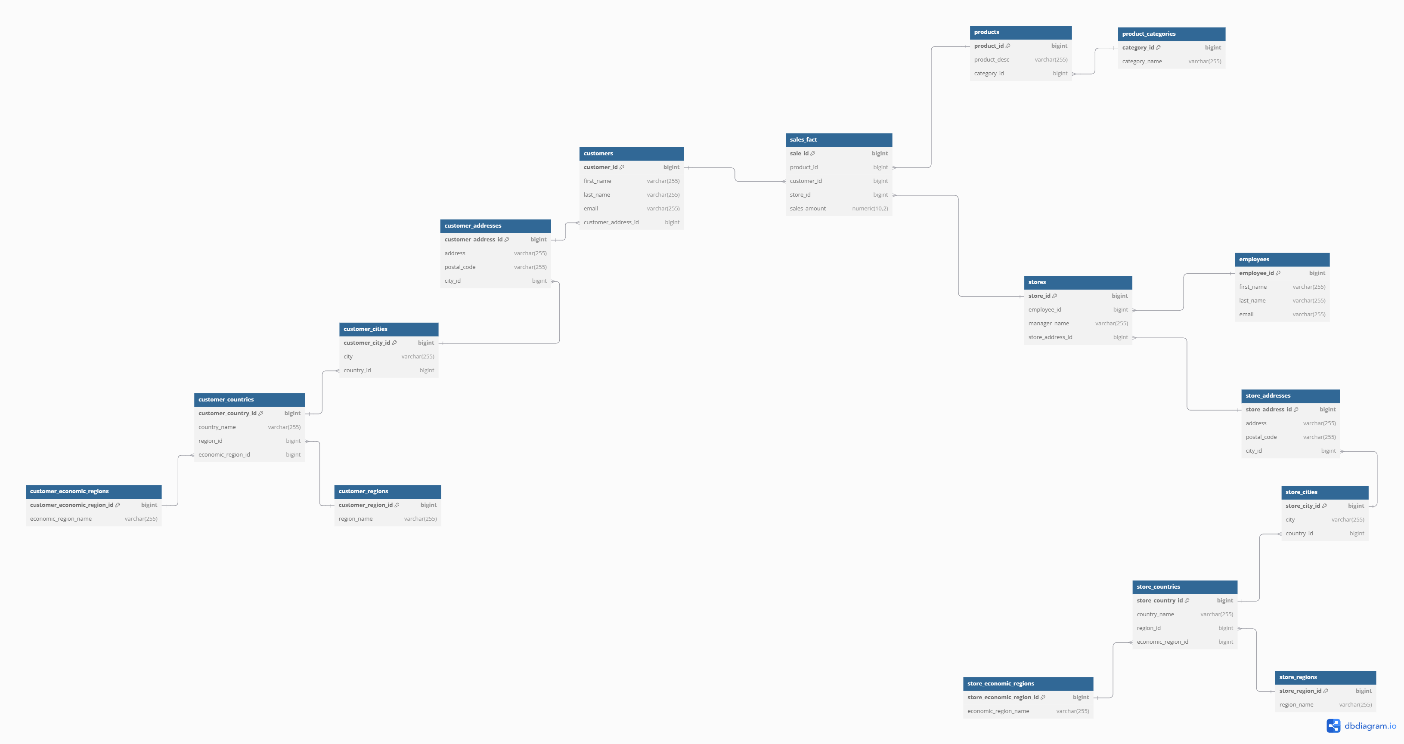 products
product_id bigint
product_desc varchar(255)
category_id bigint
product_categories
category_id bigint
category_name varchar(255)
sales_fact
sale_id bigint
product_id bigint
customer_id bigint
store_id bigint
sales_amount numeric(10,2)
customers
customer_id bigint
first_name varchar(255)
last_name varchar(255)
email varchar(255)
customer_address_id bigint
customer_addresses
customer_address_id bigint
address varchar(255)
postal_code varchar(255)
city_id bigint
employees
employee_id bigint
first_name varchar(255)
last_name varchar(255)
email varchar(255)
stores
store_id bigint
employee_id bigint
manager_name varchar(255)
store_address_id bigint
customer_cities
customer_city_id bigint
city varchar(255)
country_id bigint
customer_countries
customer_country_id bigint
country_name varchar(255)
region_id bigint
economic_region_id bigint
store_addresses
store_address_id bigint
address varchar(255)
postal_code varchar(255)
city_id bigint
customer_economic_regions
customer_economic_region_id bigint
economic_region_name varchar(255)
customer_regions
customer_region_id bigint
region_name varchar(255)
store_cities
store_city_id bigint
city varchar(255)
country_id bigint
store_countries
store_country_id bigint
country_name varchar(255)
region_id bigint
economic_region_id bigint
store_economic_regions
store_economic_region_id bigint
economic_region_name varchar(255)
store_regions
store_region_id bigint
region_name varchar(255)
dbdiagram.io